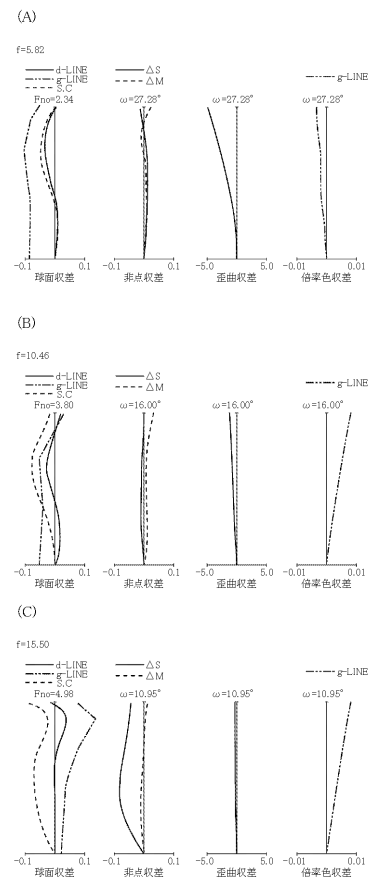 (A)
f=5.82
d-LINE
g-LINE
S.C
Fno=2.34
△S
△M
ω=27.28°
ω=27.28°
g-LINE
ω=27.28°
-0.1 0.1
球面収差
-0.1 0.1
非点収差
-5.0 5.0
歪曲収差
-0.01 0.01
倍率色収差
(B)
f=10.46
d-LINE
g-LINE
S.C
Fno=3.80
△S
△M
ω=16.00°
ω=16.00°
g-LINE
ω=16.00°
-0.1 0.1
球面収差
-0.1 0.1
非点収差
-5.0 5.0
歪曲収差
-0.01 0.01
倍率色収差
(C)
f=15.50
d-LINE
g-LINE
S.C
Fno=4.98
△S
△M
ω=10.95°
ω=10.95°
g-LINE
ω=10.95°
-0.1 0.1
球面収差
-0.1 0.1
非点収差
-5.0 5.0
歪曲収差
-0.01 0.01
倍率色収差